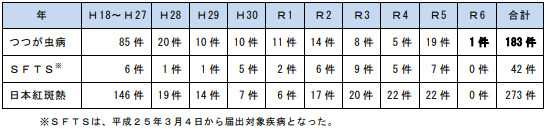 年 Ｈ18～Ｈ27 Ｈ28 Ｈ29 Ｈ30 Ｒ1 Ｒ2 Ｒ3 Ｒ4 Ｒ5 Ｒ6 合計
つつが虫病 85 件 20 件 10 件 10 件 11 件 14 件 8 件 5 件 19 件 1 件 183 件
ＳＦＴＳ※ 6 件 1 件 1 件 5 件 2 件 6 件 9 件 5 件 7 件 0 件 42 件
日本紅斑熱 146 件 19 件 14 件 7 件 6 件 17 件 20 件 22 件 22 件 0 件 273 件
※ＳＦＴＳは、平成２５年３月４日から届出対象疾病となった。